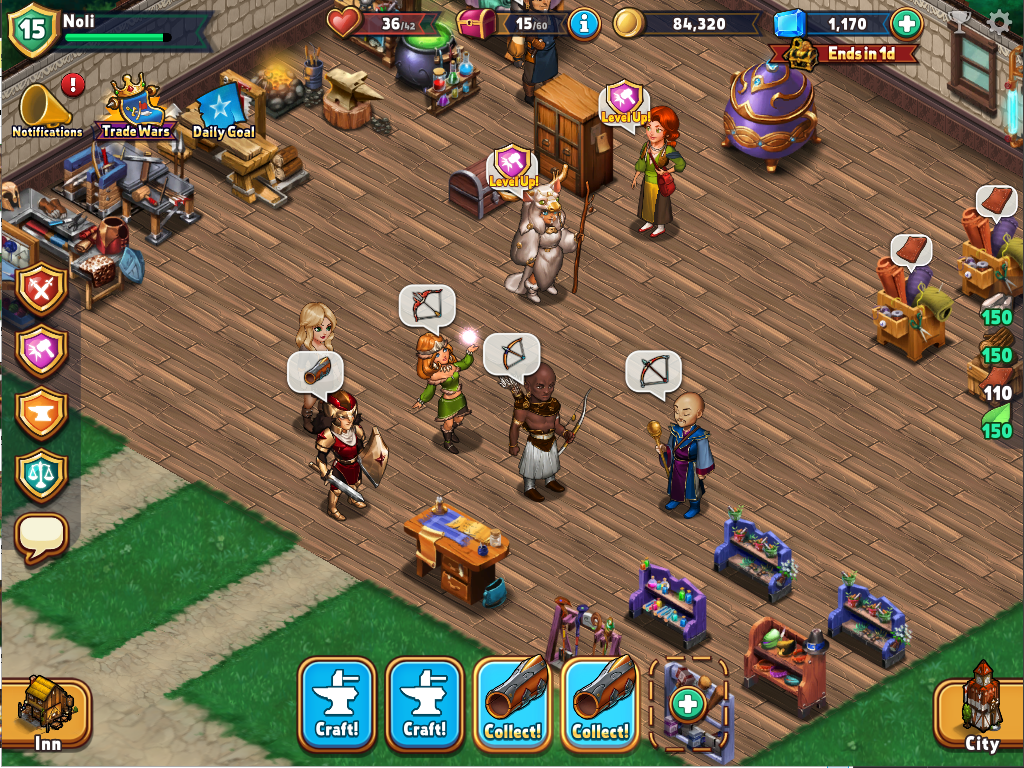 15
Noli
36/42
15/60
84,320
1,170
Ends in 1d
Notifications
Trade Wars
Daily Goal
Level Up!
Level Up!
150
150
110
150
Craft!
Craft!
Collect!
Collect!
Inn
City